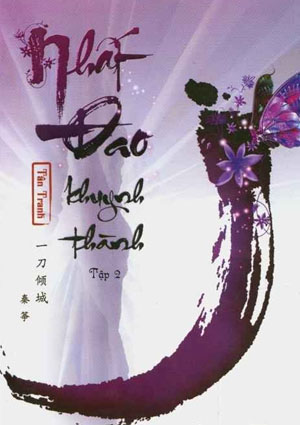 Nhất
Đao
khuynh
thành
Tần Tranh
Tập 2
一刀倾城
秦筝